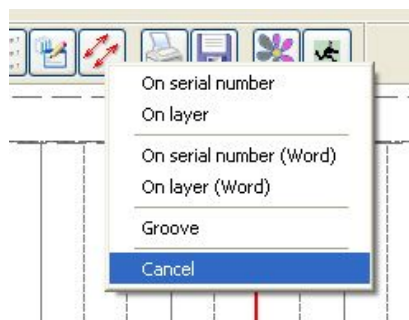 On serial number
On layer
On serial number (Word)
On layer (Word)
Groove
Cancel